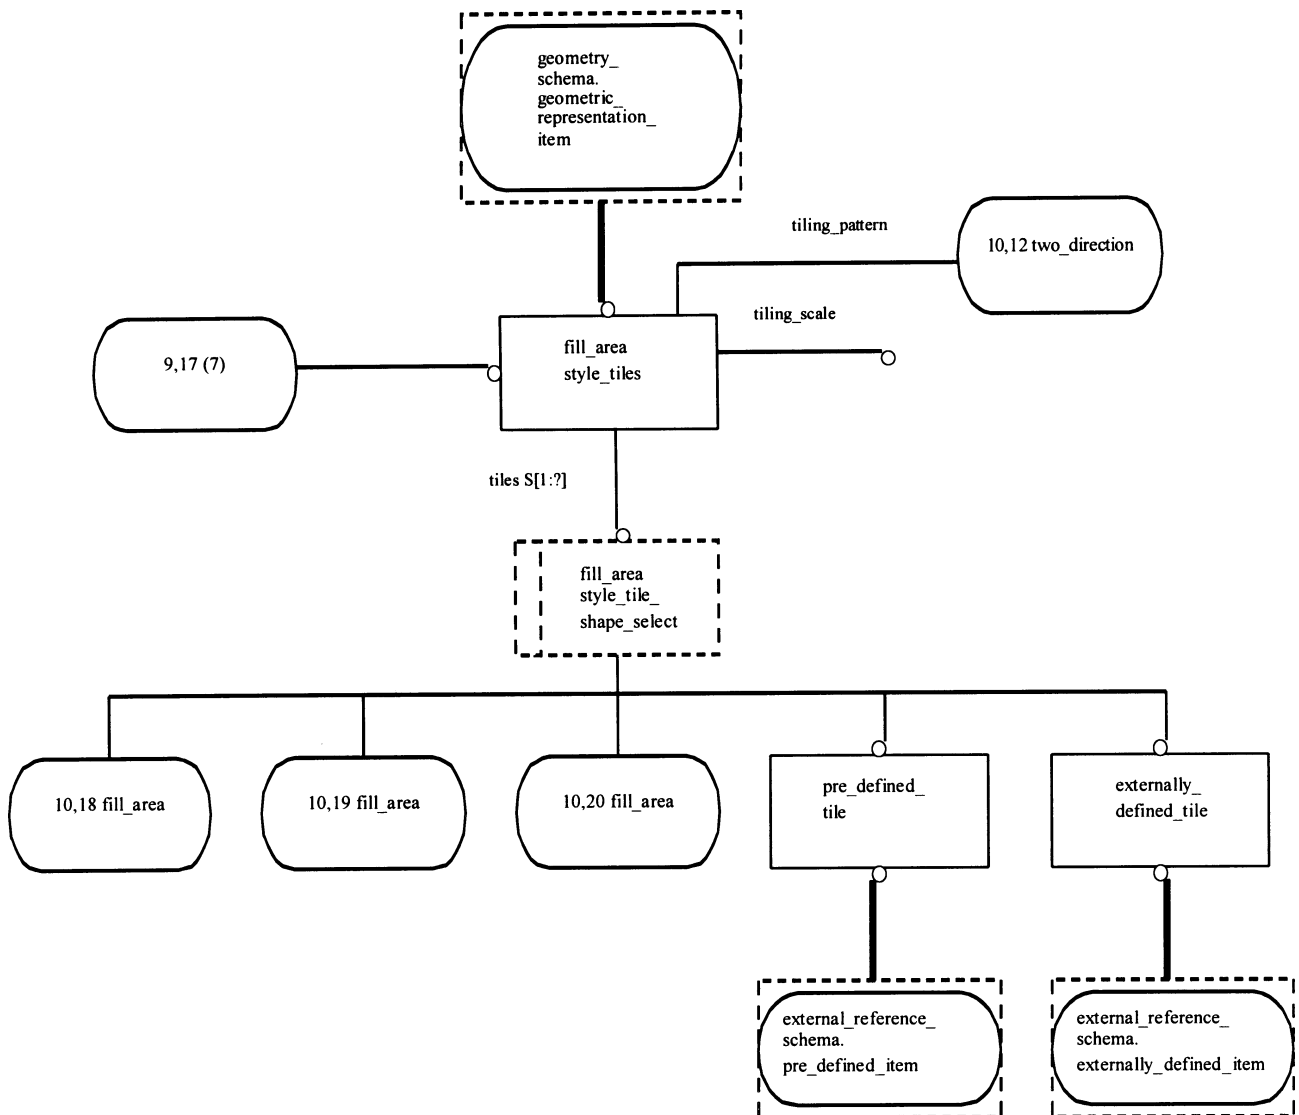 geometry_
schema.
geometric_
representation_
item
tiling_pattern
10,12 two_direction
tiling_scale
9,17 (7)
fill_area
style_tiles
tiles S[1:?]
fill_area
style_tile_
shape_select
10,18 fill_area
10,19 fill_area
10,20 fill_area
pre_defined_
tile
externally_
defined_tile
external_reference_
schema.
pre_defined_item
external_reference_
schema.
externally_defined_item